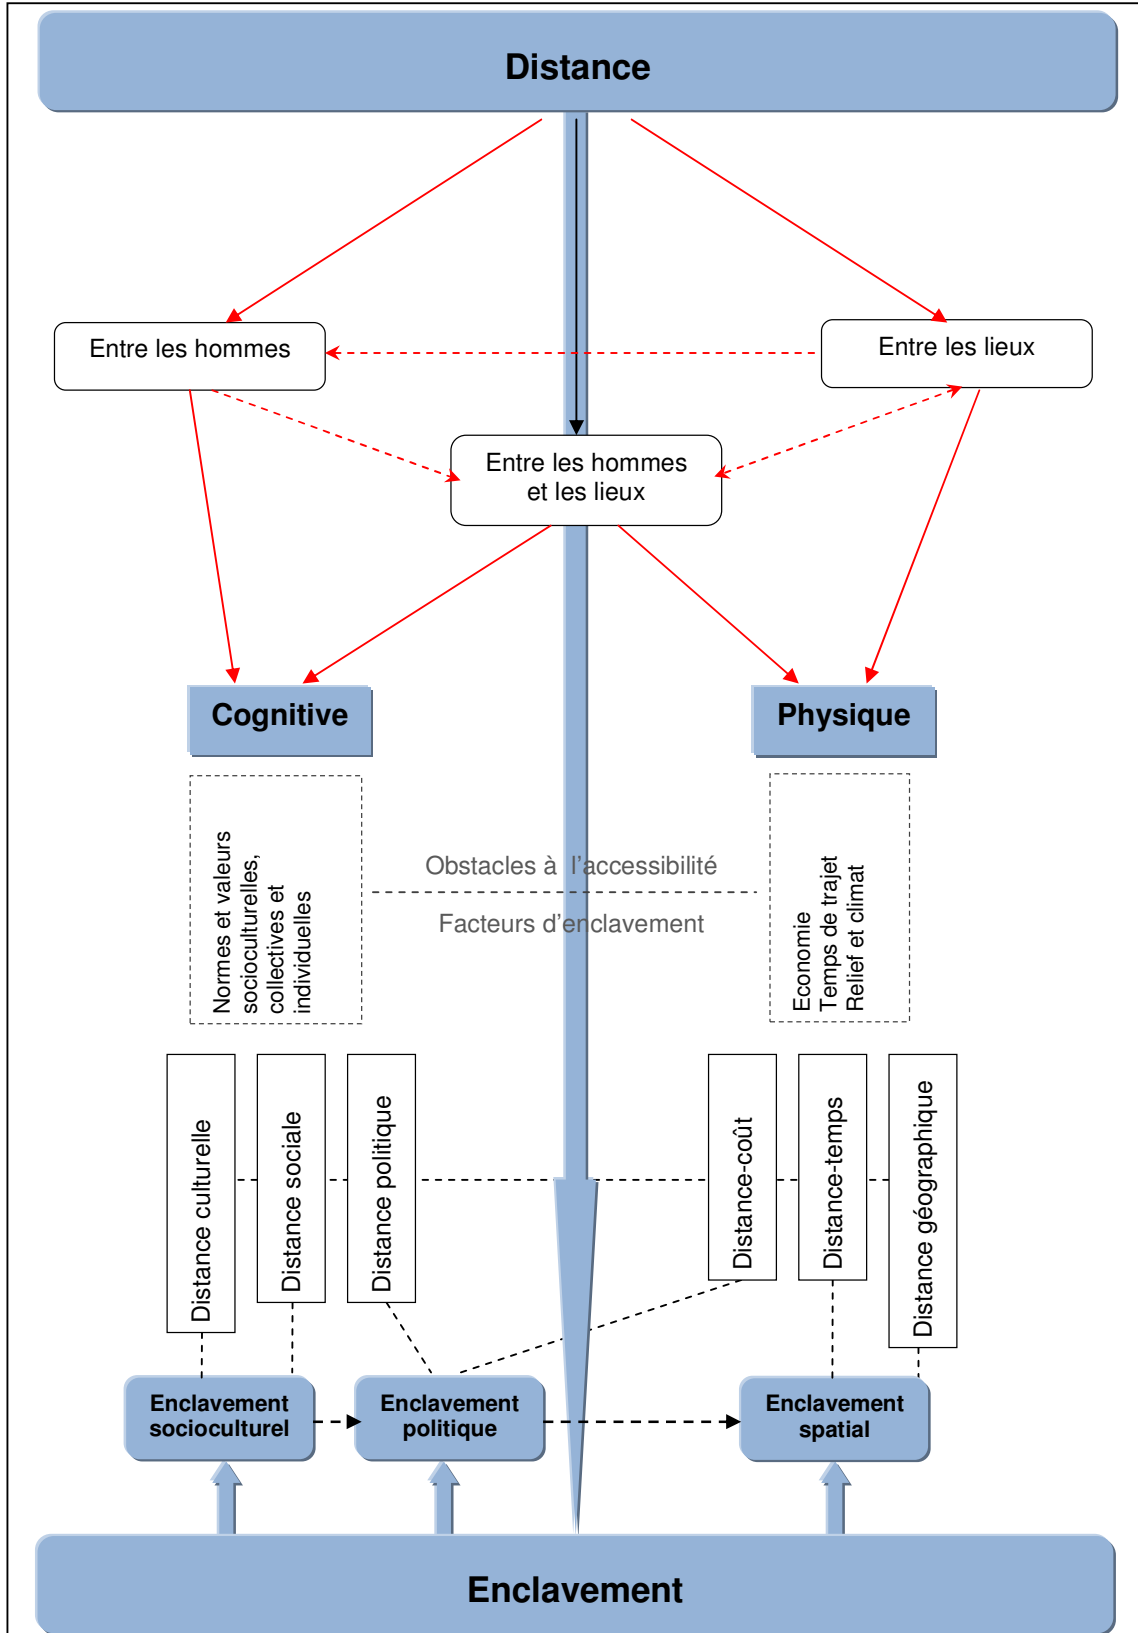 Distance
Entre les hommes
Entre les lieux
Entre les hommes
et les lieux
Cognitive
Physique
Normes et valeurs
socioculturelles,
collectives et
individuelles
Obstacles à l'accessibilité
Facteurs d'enclavement
Economie
Temps de trajet
Relief et climat
Distance culturelle
Distance sociale
Distance politique
Distance-coût
Distance-temps
Distance géographique
Enclavement
socioculturel
Enclavement
politique
Enclavement
spatial
Enclavement